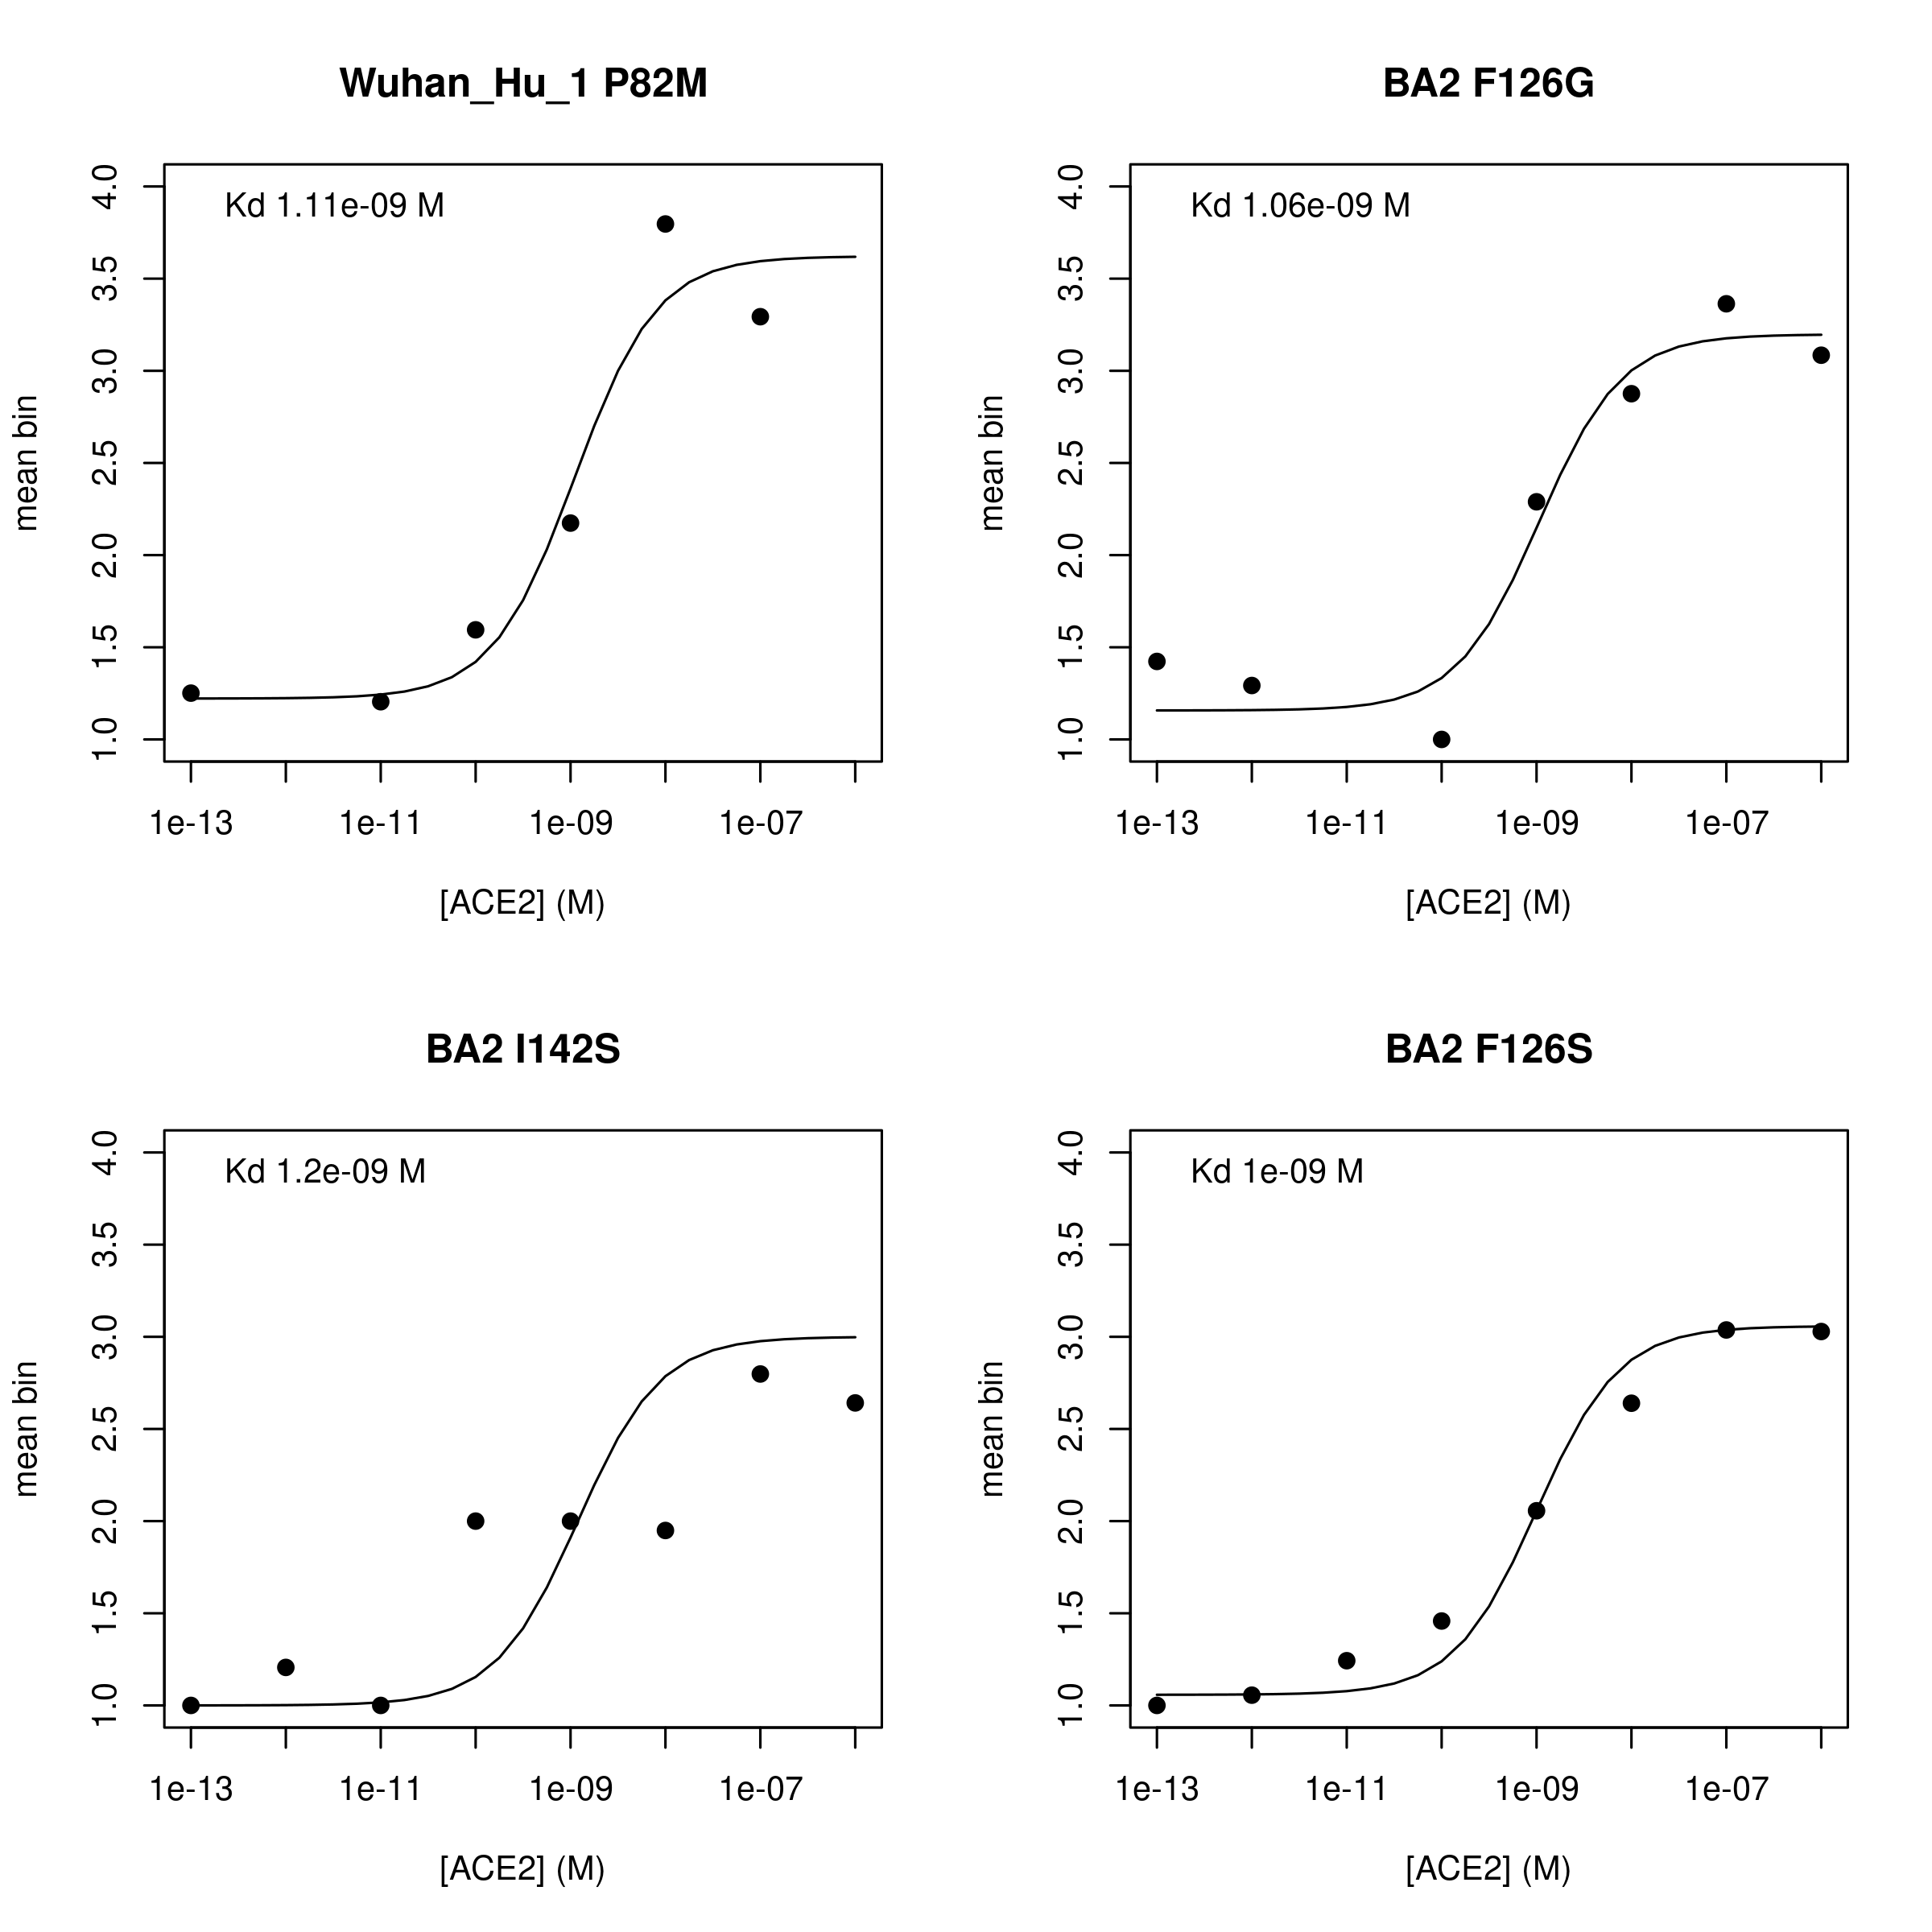 Wuhan_Hu_1 P82M
Kd 1.11e-09 M
mean bin
4.0
3.5
3.0
2.5
2.0
1.5
1.0
1e-13 1e-11 1e-09 1e-07
[ACE2] (M)
BA2 F126G
Kd 1.06e-09 M
mean bin
4.0
3.5
3.0
2.5
2.0
1.5
1.0
1e-13 1e-11 1e-09 1e-07
[ACE2] (M)
BA2 I142S
Kd 1.2e-09 M
mean bin
4.0
3.5
3.0
2.5
2.0
1.5
1.0
1e-13 1e-11 1e-09 1e-07
[ACE2] (M)
BA2 F126S
Kd 1e-09 M
mean bin
4.0
3.5
3.0
2.5
2.0
1.5
1.0
1e-13 1e-11 1e-09 1e-07
[ACE2] (M)